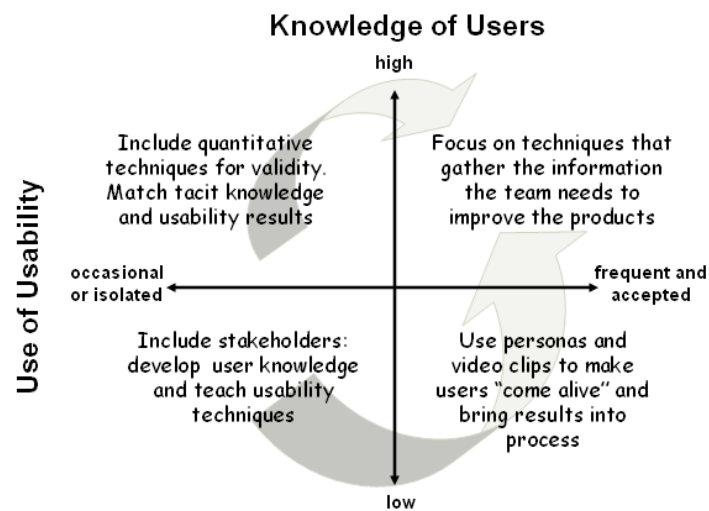 Knowledge of Users
high
Include quantitative
techniques for validity.
Match tacit knowledge
and usability results
Focus on techniques that
gather the information
the team needs to
improve the products
Use of Usability
occasional
or isolated
frequent and
accepted
Include stakeholders:
develop user knowledge
and teach usability
techniques
Use personas and
video clips to make
users “come alive” and
bring results into
process
low